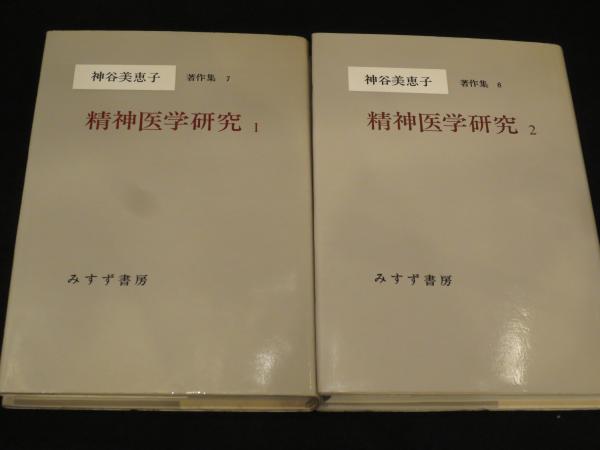 神谷美恵子 著作集 7
精神医学研究 1
みすず書房
神谷美恵子 著作集 8
精神医学研究 2
みすず書房